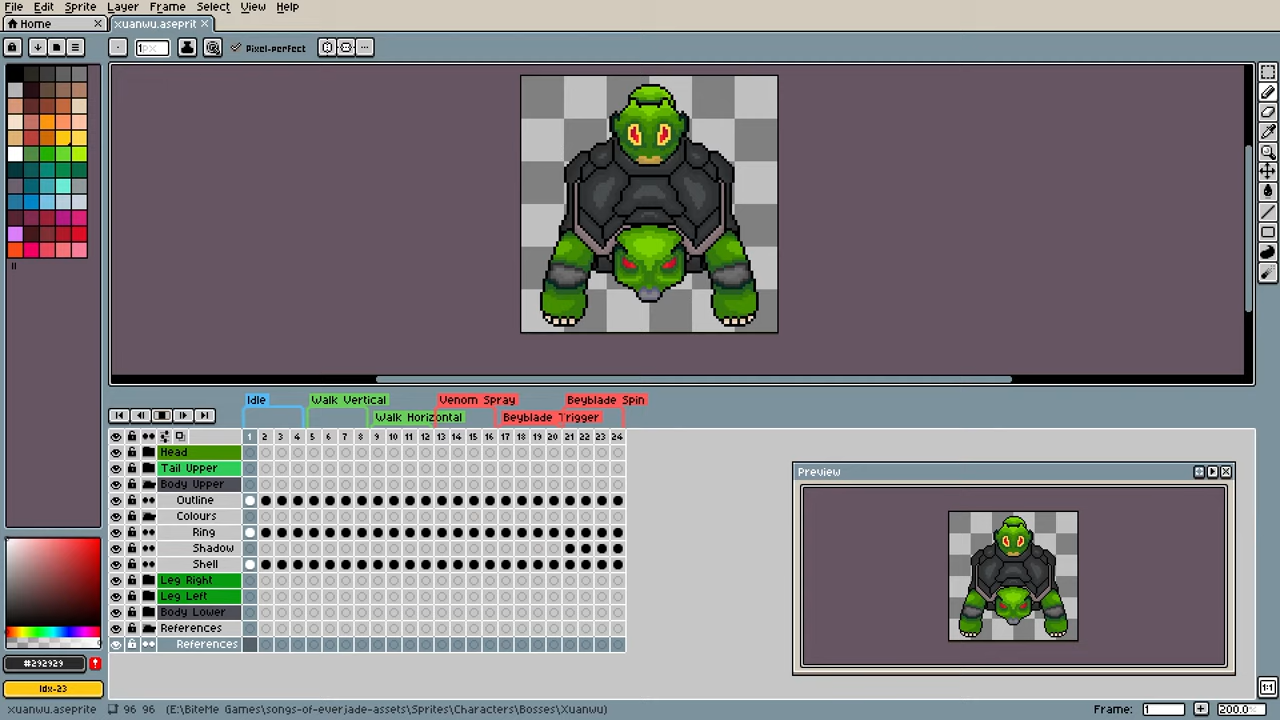 File Edit Sprite Layer Frame Select View Help
Home xuanwu.aseprit
1px Pixel-perfect
Idle Walk Vertical Venom Spray Beyblade Spin
Walk Horizontal Beyblade Trigger
1 2 3 4 5 6 7 8 9 10 11 12 13 14 15 16 17 18 19 20 21 22 23 24
Head
Tail Upper
Body Upper
Outline
Colours
Ring
Shadow
Shell
Leg Right
Leg Left
Body Lower
References
References
Preview
#292929
Idx-23
1:1
xuanwu.aseprite 96 96 (E:\BiteMe Games\songs-of-everjade-assets\Sprites\Characters\Bosses\Xuanwu) Frame: 1 200.0